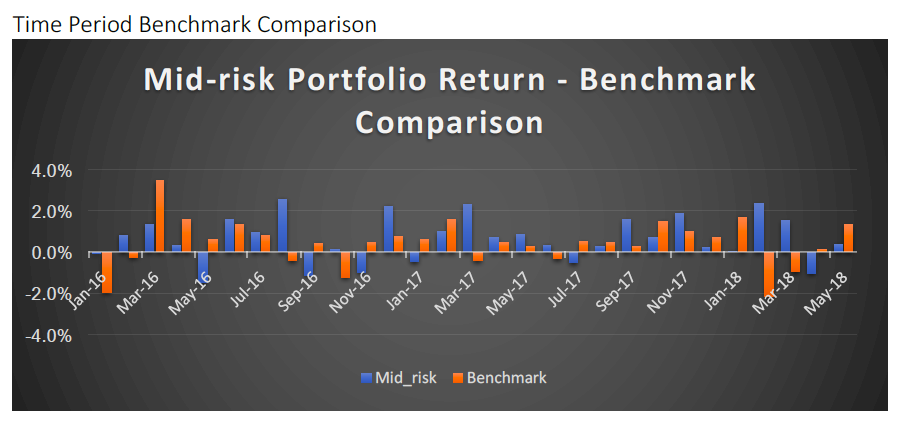 Time Period Benchmark Comparison
Mid-risk Portfolio Return - Benchmark
Comparison
4.0%
2.0%
0.0%
-2.0%
-4.0%
Jan-16 Mar-16 May-16 Jul-16 Sep-16 Nov-16 Jan-17 Mar-17 May-17 Jul-17 Sep-17 Nov-17 Jan-18 Mar-18 May-18
Mid_risk Benchmark